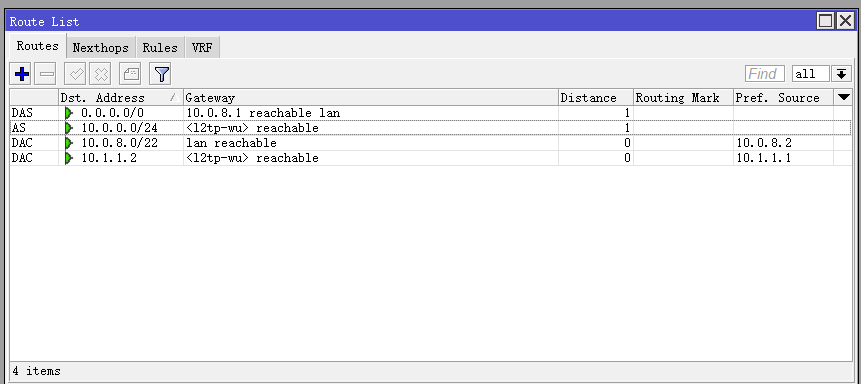 Route List
Routes Nexthops Rules VRF
Find all
Dst. Address Gateway Distance Routing Mark Pref. Source
DAS 0.0.0.0/0 10.0.8.1 reachable lan 1
AS 10.0.0.0/24 <l2tp-wu> reachable 1
DAC 10.0.8.0/22 lan reachable 0 10.0.8.2
DAC 10.1.1.2 <l2tp-wu> reachable 0 10.1.1.1
4 items